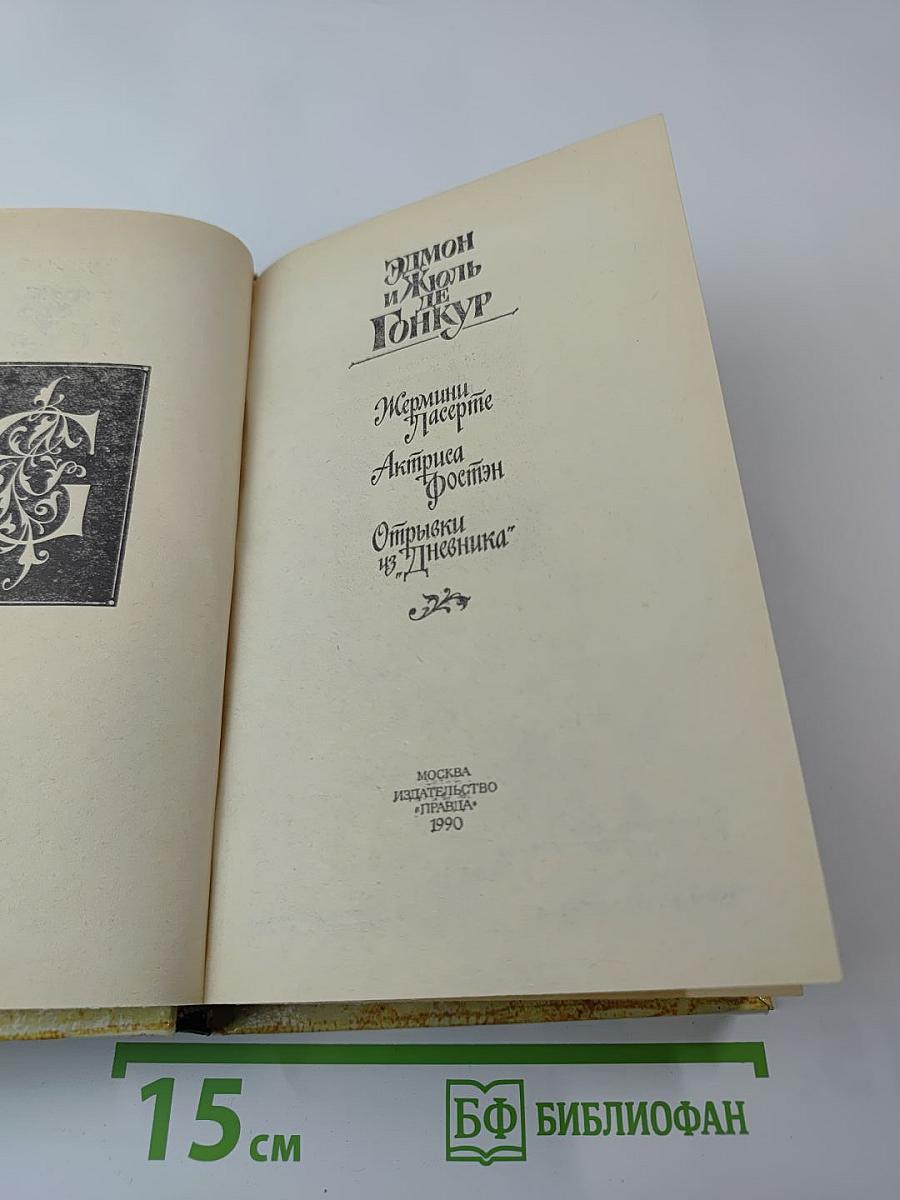 Эдмон
и Жюль
де
Гонкур
Жермини
Ласерте
Актриса
Фостэн
Отрывки
из „Дневника"
МОСКВА
ИЗДАТЕЛЬСТВО
«ПРАВДА»
1990
15 см
БФ БИБЛИОФАН